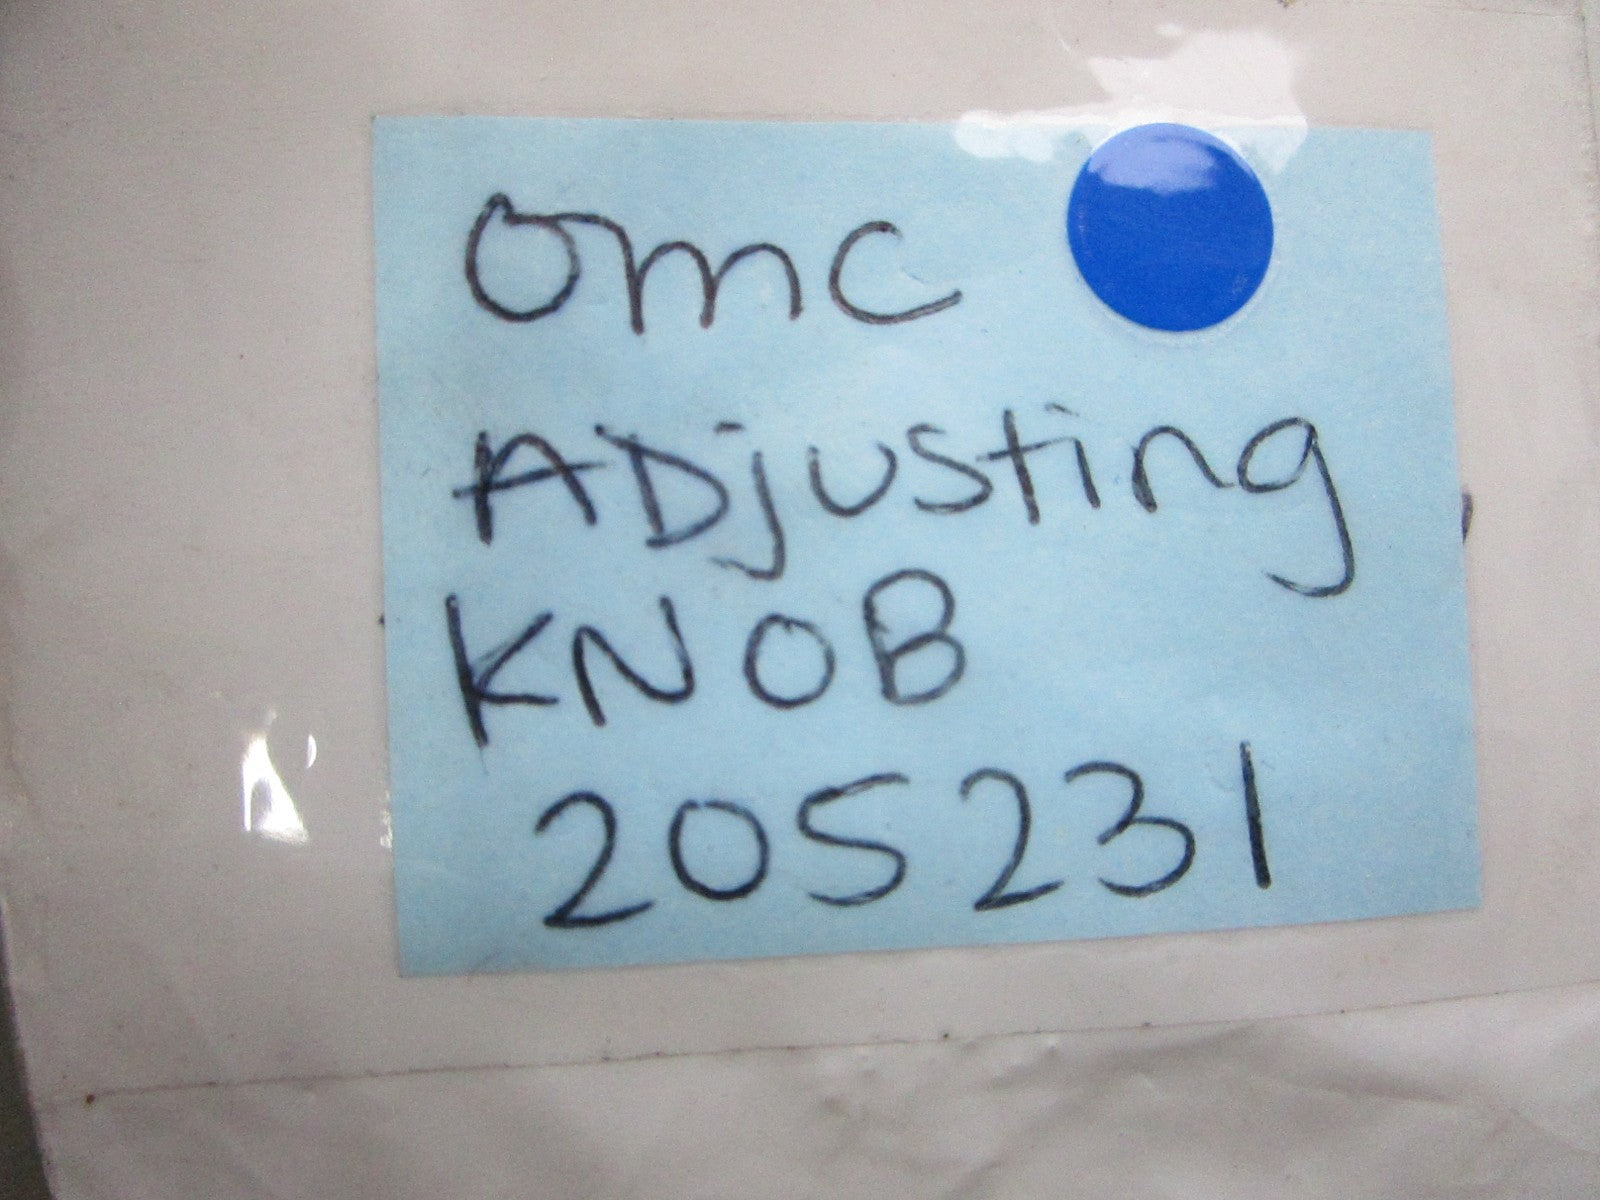 omc
ADjusting
KNOB
205231